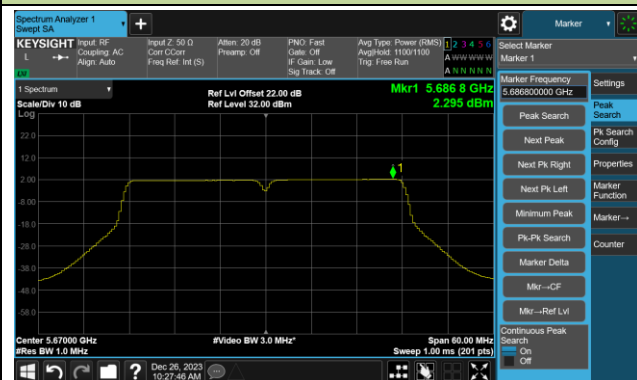 Spectrum Analyzer 1
Swept SA
Marker
KEYSIGHT
L
Input: RF
Coupling: AC
Align: Auto
Input Z: 50 Ω
Corr CCorr
Freq Ref: Int (S)
Atten: 20 dB
Preamp: Off
PNO: Fast
Gate: Off
IF Gain: Low
Sig Track: Off
Avg Type: Power (RMS)
Avg|Hold: 1100/1100
Trig: Free Run
1 2 3 4 5 6
A W W W W W
A N N N N N
Select Marker
Marker 1
1 Spectrum
Scale/Div 10 dB
Log
Ref Lvl Offset 22.00 dB
Ref Level 32.00 dBm
Mkr1 5.686 8 GHz
2.295 dBm
22.0
12.0
2.00
-8.00
-18.0
-28.0
-38.0
-48.0
-58.0
1
Center 5.67000 GHz
#Res BW 1.0 MHz
#Video BW 3.0 MHz*
Span 60.00 MHz
Sweep 1.00 ms (201 pts)
Marker Frequency
5.686800000 GHz
Peak Search
Next Peak
Next Pk Right
Next Pk Left
Minimum Peak
Pk-Pk Search
Marker Delta
Mkr→CF
Mkr→Ref Lvl
Continuous Peak
Search
On
Off
Settings
Peak
Search
Pk Search
Config
Properties
Marker
Function
Marker→
Counter
?
Dec 26, 2023
10:27:46 AM